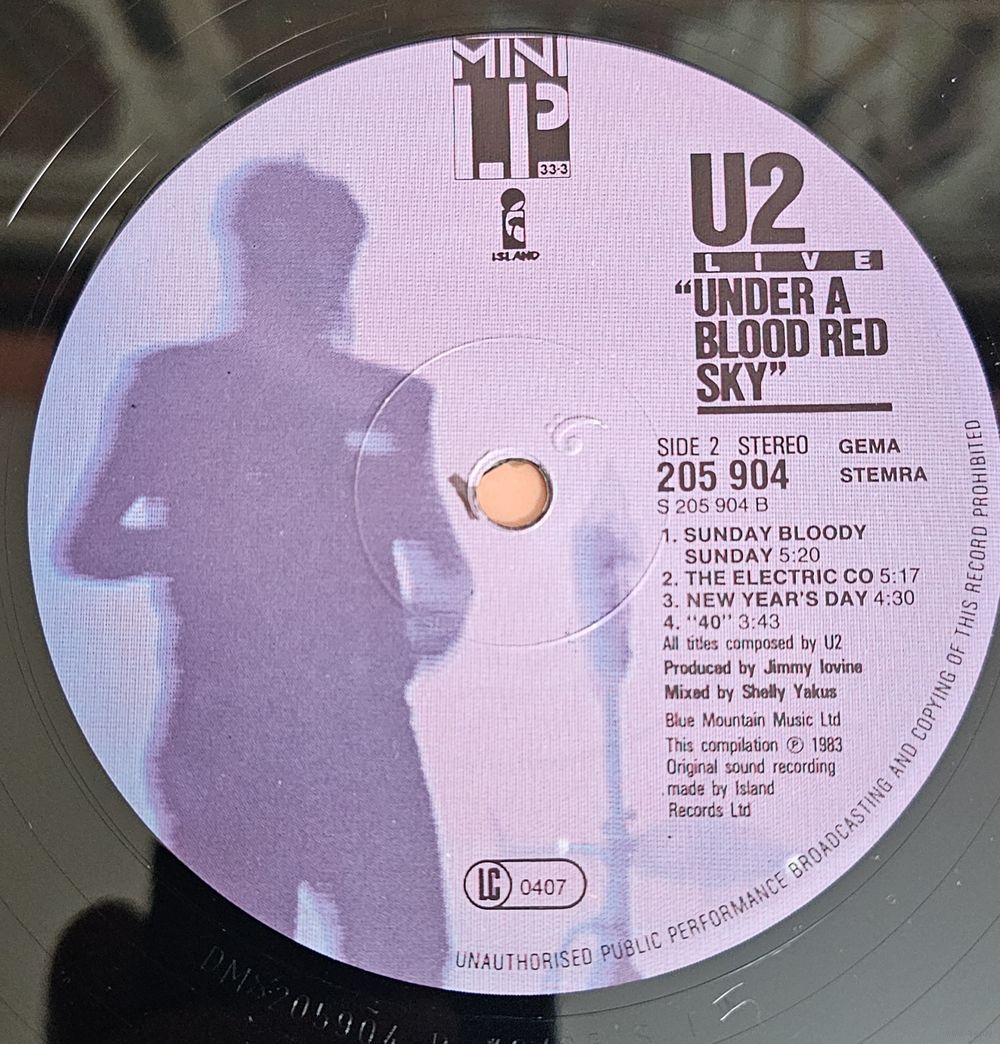 MINI
LP
33·3
ISLAND
U2
LIVE
“UNDER A
BLOOD RED
SKY”
SIDE 2 STEREO GEMA
205 904 STEMRA
S 205 904 B
1. SUNDAY BLOODY
SUNDAY 5:20
2. THE ELECTRIC CO 5:17
3. NEW YEAR'S DAY 4:30
4. "40" 3:43
All titles composed by U2
Produced by Jimmy Iovine
Mixed by Shelly Yakus
Blue Mountain Music Ltd
This compilation ℗ 1983
Original sound recording
made by Island
Records Ltd
LC 0407
UNAUTHORISED PUBLIC PERFORMANCE BROADCASTING AND COPYING OF THIS RECORD PROHIBITED